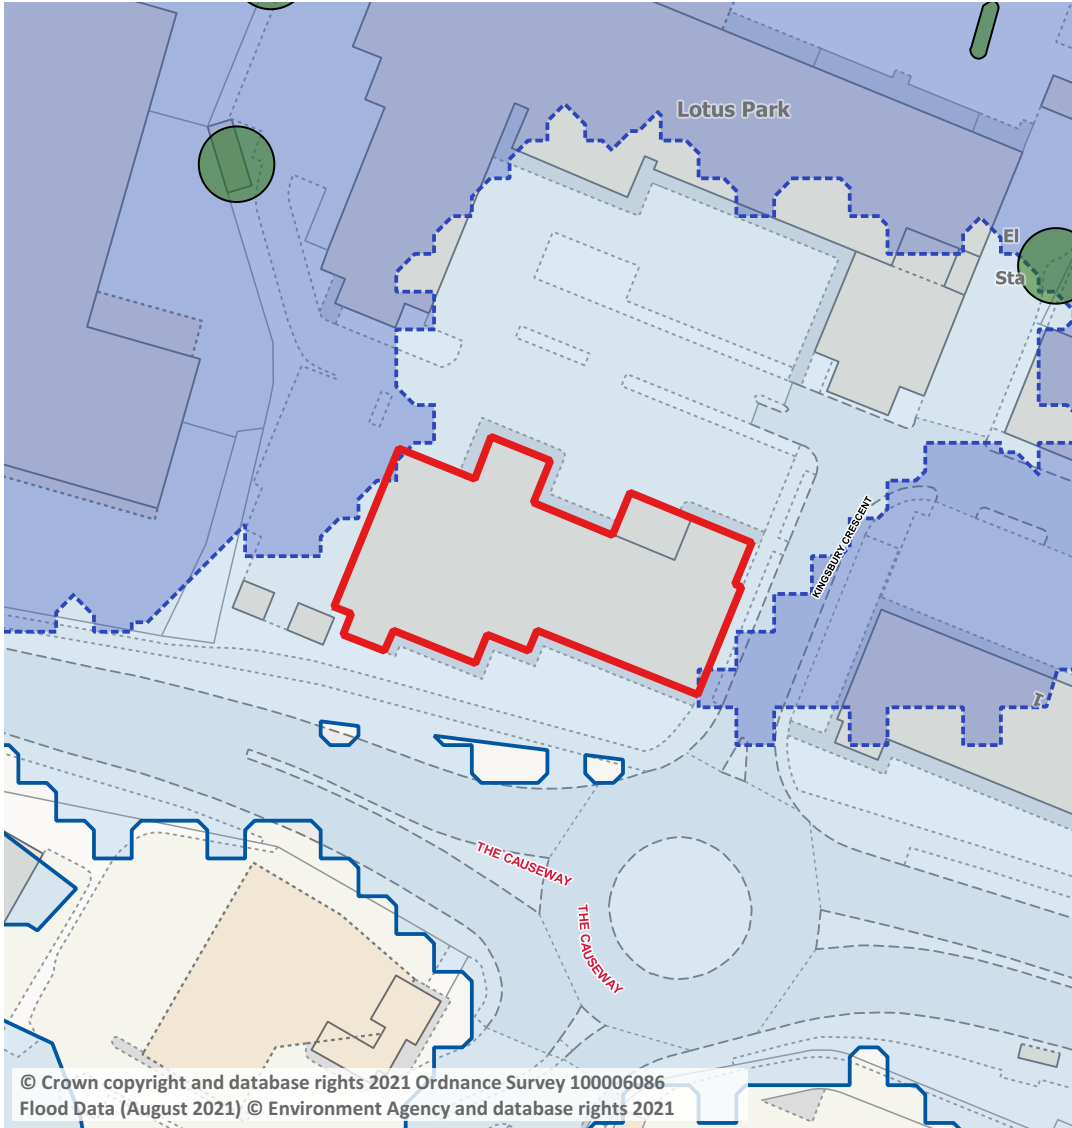 Lotus Park
El
Sta
KINGSBURY CRESCENT
1
THE CAUSEWAY
THE CAUSEWAY
© Crown copyright and database rights 2021 Ordnance Survey 100006086
Flood Data (August 2021) © Environment Agency and database rights 2021